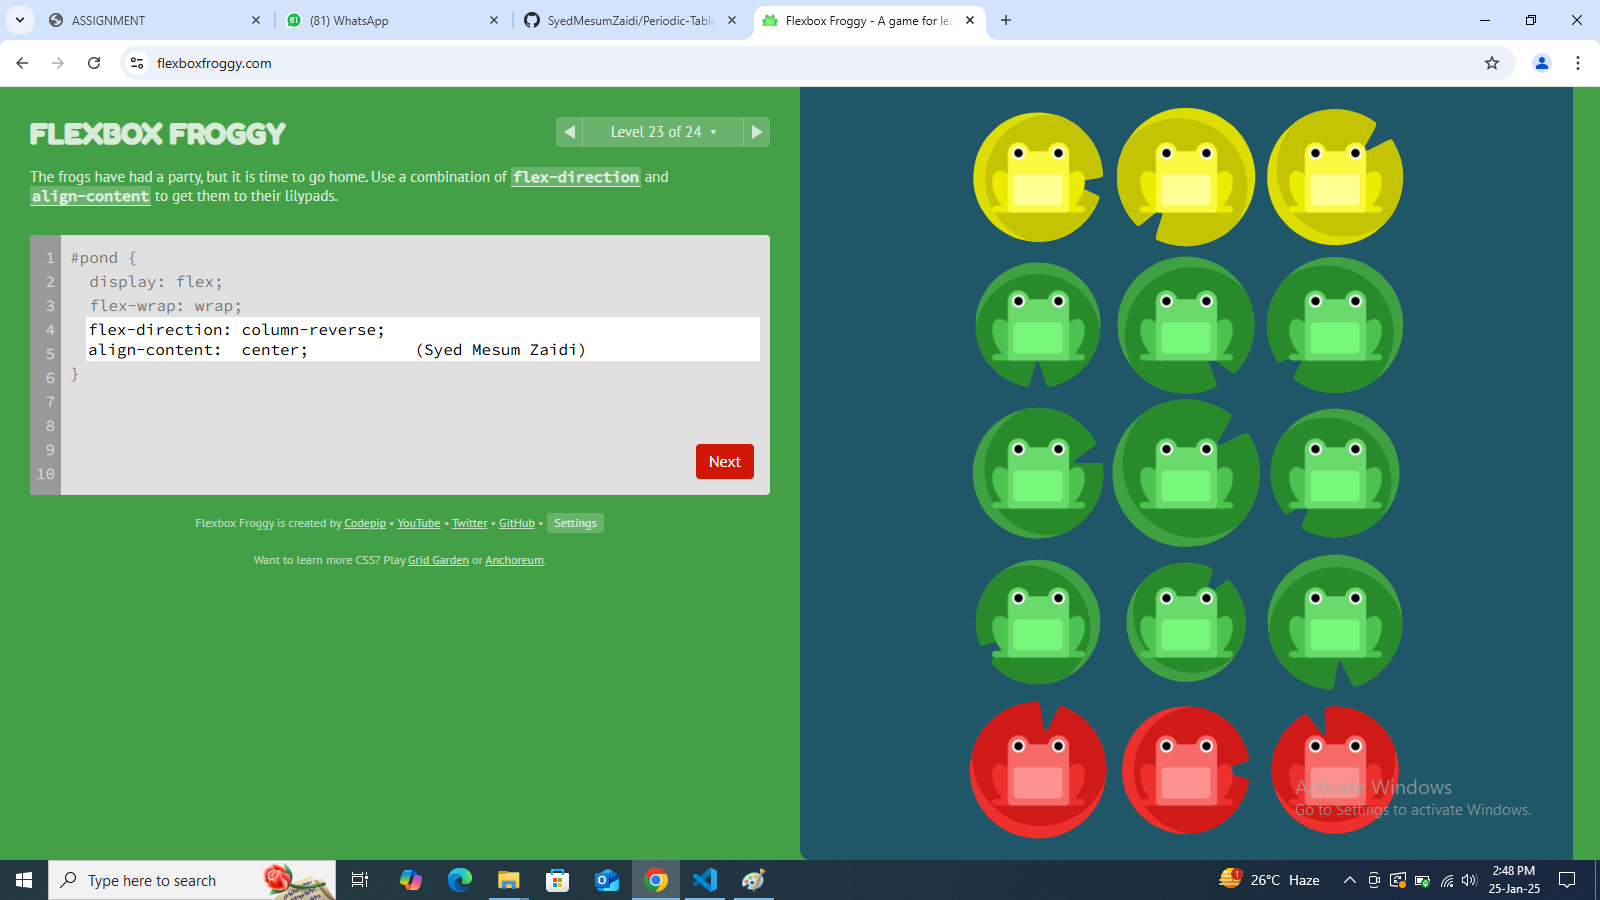 ASSIGNMENT
(81) WhatsApp
SyedMesumZaidi/Periodic-Table
Flexbox Froggy - A game for lea
flexboxfroggy.com
FLEXBOX FROGGY
Level 23 of 24
The frogs have had a party, but it is time to go home. Use a combination of flex-direction and
align-content to get them to their lilypads.
1 #pond {
2 display: flex;
3 flex-wrap: wrap;
4 flex-direction: column-reverse;
5 align-content: center; (Syed Mesum Zaidi)
6 }
7
8
9
10
Next
Flexbox Froggy is created by Codepip • YouTube • Twitter • GitHub • Settings
Want to learn more CSS? Play Grid Garden or Anchoreum.
Activate Windows
Go to Settings to activate Windows.
Type here to search
1
26°C Haze
2:48 PM
25-Jan-25